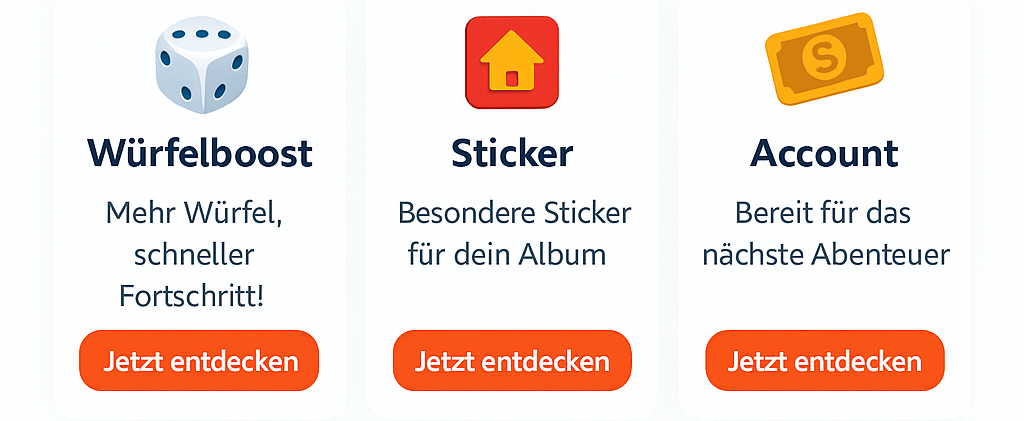 Würfelboost
Mehr Würfel,
schneller
Fortschritt!
Jetzt entdecken
Sticker
Besondere Sticker
für dein Album
Jetzt entdecken
S
Account
Bereit für das
nächste Abenteuer
Jetzt entdecken